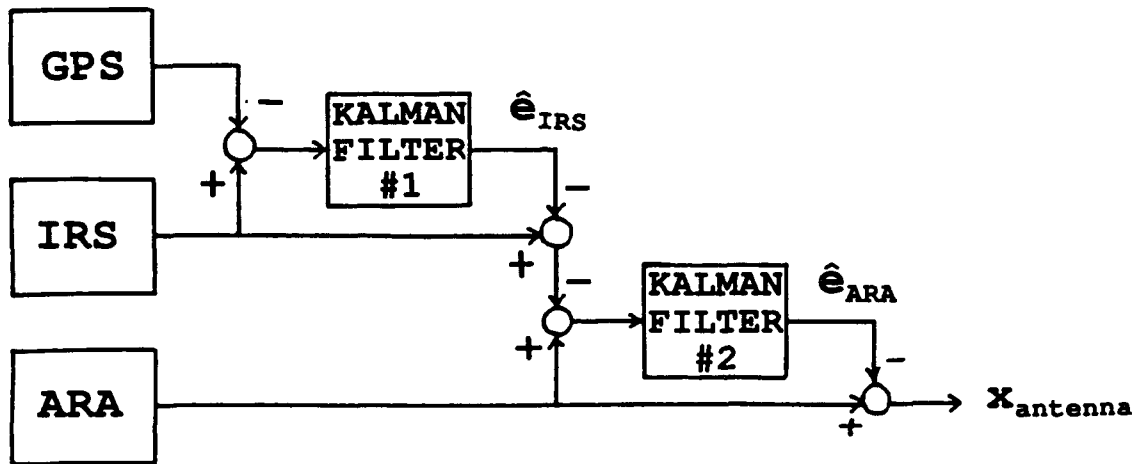 GPS
−
KALMAN
FILTER
#1
ê_IRS
+
IRS
−
+
−
KALMAN
FILTER
#2
ê_ARA
+
−
ARA
+
x_antenna